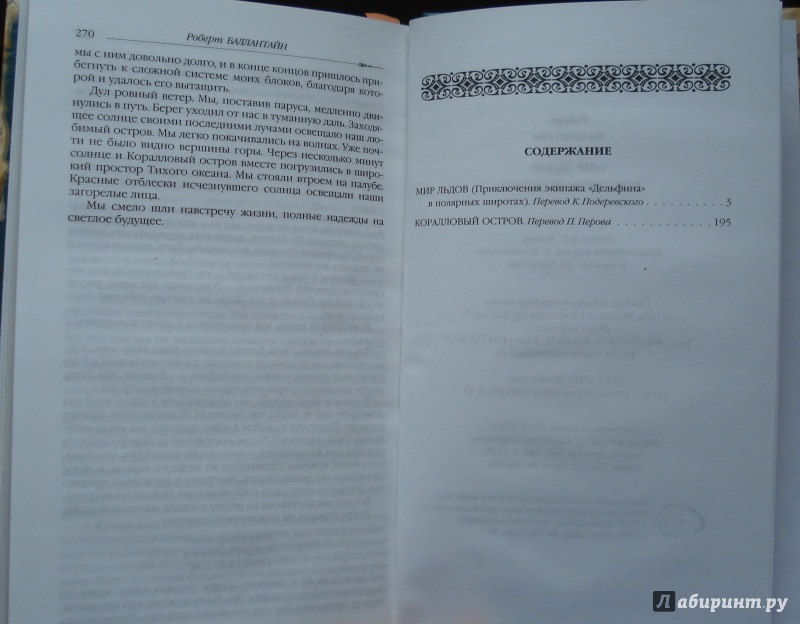 270
Роберт БАЛЛАНТАЙН
мы с ним довольно долго, и в конце концов пришлось при-
бегнуть к сложной системе моих блоков, благодаря кото-
рой и удалось его вытащить.
Дул ровный ветер. Мы, поставив паруса, медленно дви-
нулись в путь. Берег уходил от нас в туманную даль. Заходя-
щее солнце своими последними лучами освещало наш лю-
бимый остров. Мы легко покачивались на волнах. Уже поч-
ти не было видно вершины горы. Через несколько минут
солнце и Коралловый остров вместе погрузились в широ-
кий простор Тихого океана. Мы стояли втроем на палубе.
Красные отблески исчезнувшего солнца освещали наши
загорелые лица.
Мы смело шли навстречу жизни, полные надежды на
светлое будущее.
СОДЕРЖАНИЕ
МИР ЛЬДОВ (Приключения экипажа «Дельфина»
в полярных широтах). Перевод К. Подеревского . . . . . . . . . . 3
КОРАЛЛОВЫЙ ОСТРОВ. Перевод П. Перова . . . . . . . . . . . . 195
Лабиринт.ру